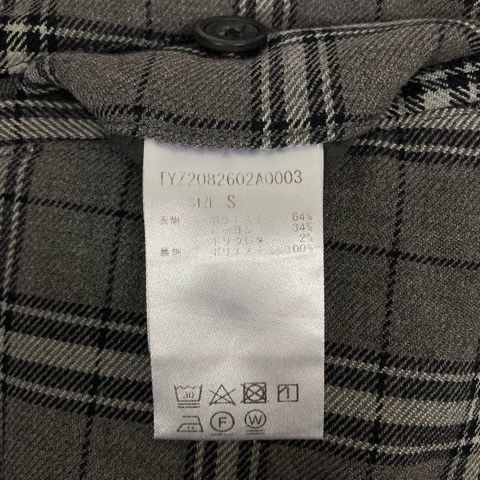 TYZ2082602A0003
SIZE S
表地 ポリエステル 64%
レーヨン 34%
ポリウレタン 2%
裏地 ポリエステル 100%
30
F W